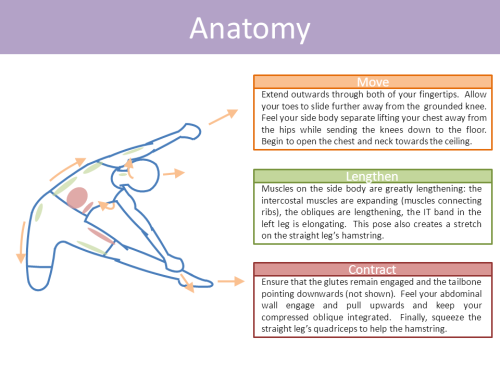 Anatomy
Move
Extend outwards through both of your fingertips. Allow
your toes to slide further away from the grounded knee.
Feel your side body separate lifting your chest away from
the hips while sending the knees down to the floor.
Begin to open the chest and neck towards the ceiling.
Lengthen
Muscles on the side body are greatly lengthening: the
intercostal muscles are expanding (muscles connecting
ribs), the obliques are lengthening, the IT band in the
left leg is elongating. This pose also creates a stretch
on the straight leg's hamstring.
Contract
Ensure that the glutes remain engaged and the tailbone
pointing downwards (not shown). Feel your abdominal
wall engage and pull upwards and keep your
compressed oblique integrated. Finally, squeeze the
straight leg's quadriceps to help the hamstring.